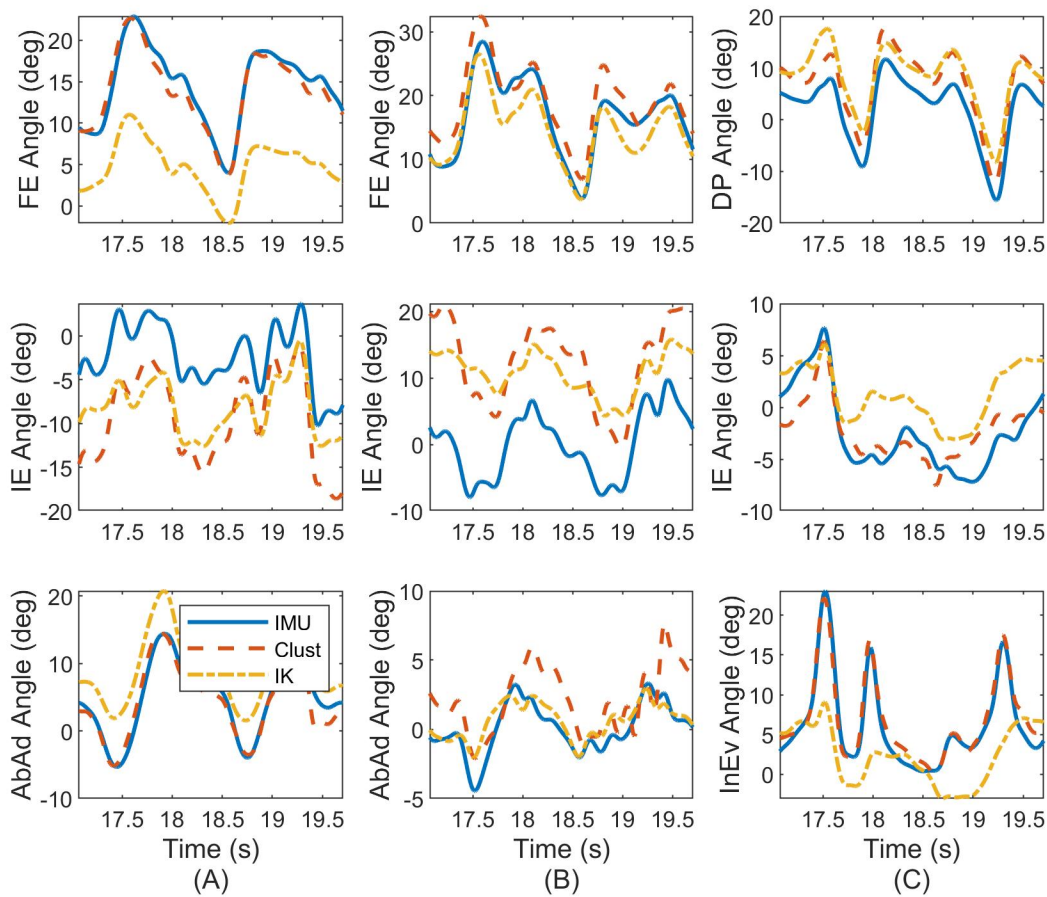 FE Angle (deg)
20
15
10
5
0
17.5 18 18.5 19 19.5
FE Angle (deg)
30
20
10
0
17.5 18 18.5 19 19.5
DP Angle (deg)
20
10
0
-10
-20
17.5 18 18.5 19 19.5
IE Angle (deg)
0
-5
-10
-15
-20
17.5 18 18.5 19 19.5
IE Angle (deg)
20
10
0
-10
17.5 18 18.5 19 19.5
IE Angle (deg)
10
5
0
-5
-10
17.5 18 18.5 19 19.5
AbAd Angle (deg)
20
10
0
-10
IMU
Clust
IK
17.5 18 18.5 19 19.5
Time (s)
(A)
AbAd Angle (deg)
10
5
0
-5
17.5 18 18.5 19 19.5
Time (s)
(B)
InEv Angle (deg)
20
15
10
5
0
17.5 18 18.5 19 19.5
Time (s)
(C)